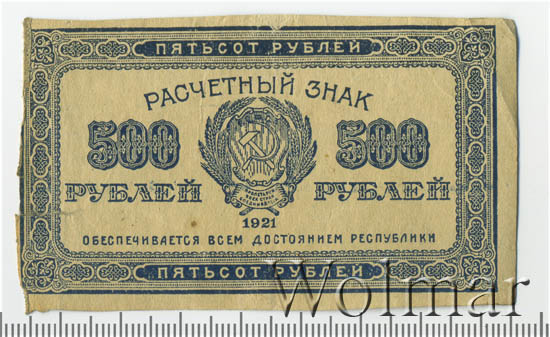 ПЯТЬСОТ РУБЛЕЙ
РАСЧЕТНЫЙ ЗНАК
500 500
РУБЛЕЙ РУБЛЕЙ
1921
ОБЕСПЕЧИВАЕТСЯ ВСЕМ ДОСТОЯНИЕМ РЕСПУБЛИКИ
ПЯТЬСОТ РУБЛЕЙ
Wolmar